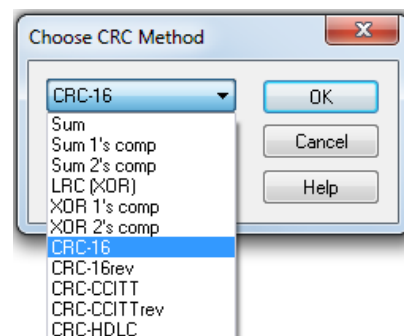 Choose CRC Method
CRC-16
OK
Cancel
Help
Sum
Sum 1's comp
Sum 2's comp
LRC (XOR)
XOR 1's comp
XOR 2's comp
CRC-16
CRC-16rev
CRC-CCITT
CRC-CCITTrev
CRC-HDLC